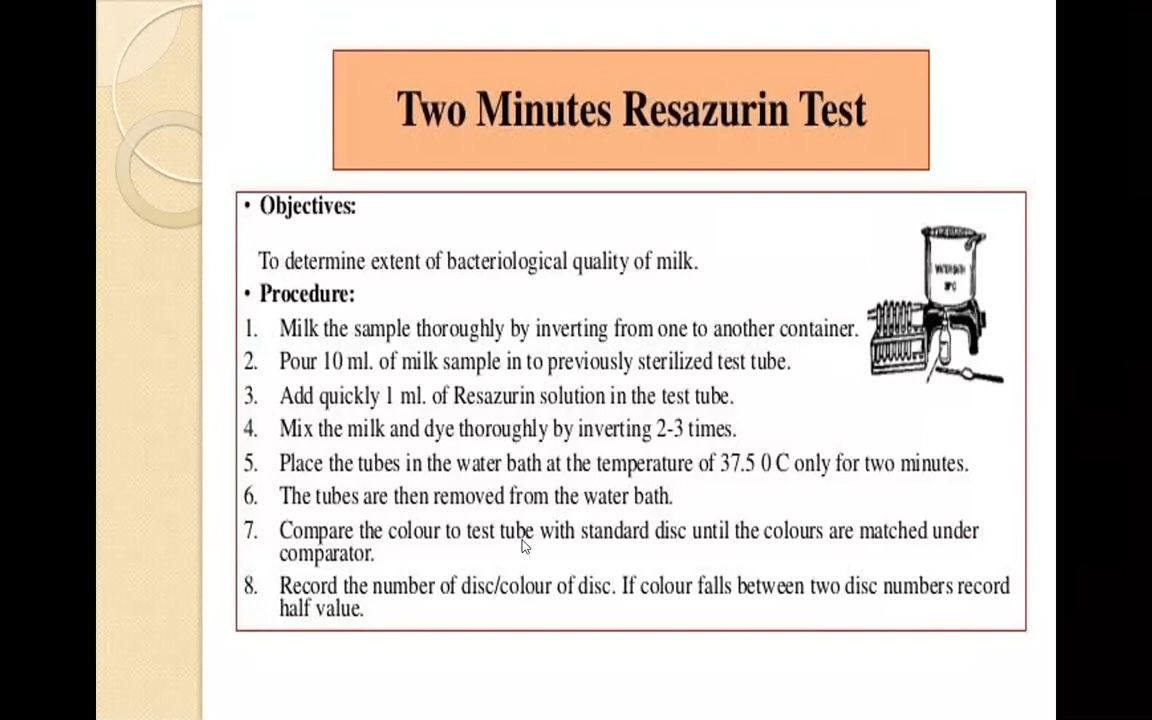 Two Minutes Resazurin Test
• Objectives:
To determine extent of bacteriological quality of milk.
• Procedure:
1. Milk the sample thoroughly by inverting from one to another container.
2. Pour 10 ml. of milk sample in to previously sterilized test tube.
3. Add quickly 1 ml. of Resazurin solution in the test tube.
4. Mix the milk and dye thoroughly by inverting 2-3 times.
5. Place the tubes in the water bath at the temperature of 37.5 0 C only for two minutes.
6. The tubes are then removed from the water bath.
7. Compare the colour to test tube with standard disc until the colours are matched under
comparator.
8. Record the number of disc/colour of disc. If colour falls between two disc numbers record
half value.
WATER BATH